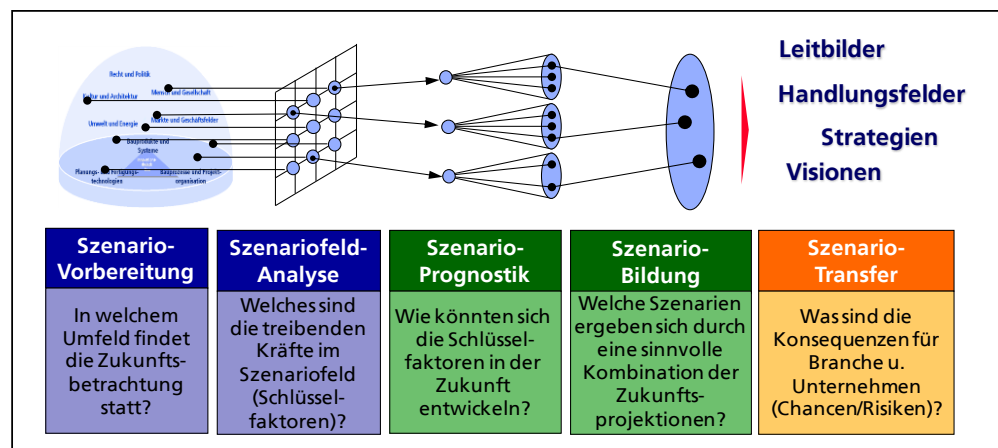 Recht und Politik
Kultur und Architektur
Mensch und Gesellschaft
Umwelt und Energie
Märkte und Geschäftsfelder
Bauprodukte und
Systeme
Planungs- und Fertigungs-
technologien
Bauprozesse und Projekt-
organisation
Leitbilder
Handlungsfelder
Strategien
Visionen
Szenario-
Vorbereitung
In welchem
Umfeld findet
die Zukunfts-
betrachtung
statt?
Szenariofeld-
Analyse
Welches sind
die treibenden
Kräfte im
Szenariofeld
(Schlüssel-
faktoren)?
Szenario-
Prognostik
Wie könnten sich
die Schlüssel-
faktoren in der
Zukunft
entwickeln?
Szenario-
Bildung
Welche Szenarien
ergeben sich durch
eine sinnvolle
Kombination der
Zukunfts-
projektionen?
Szenario-
Transfer
Was sind die
Konsequenzen für
Branche u.
Unternehmen
(Chancen/Risiken)?